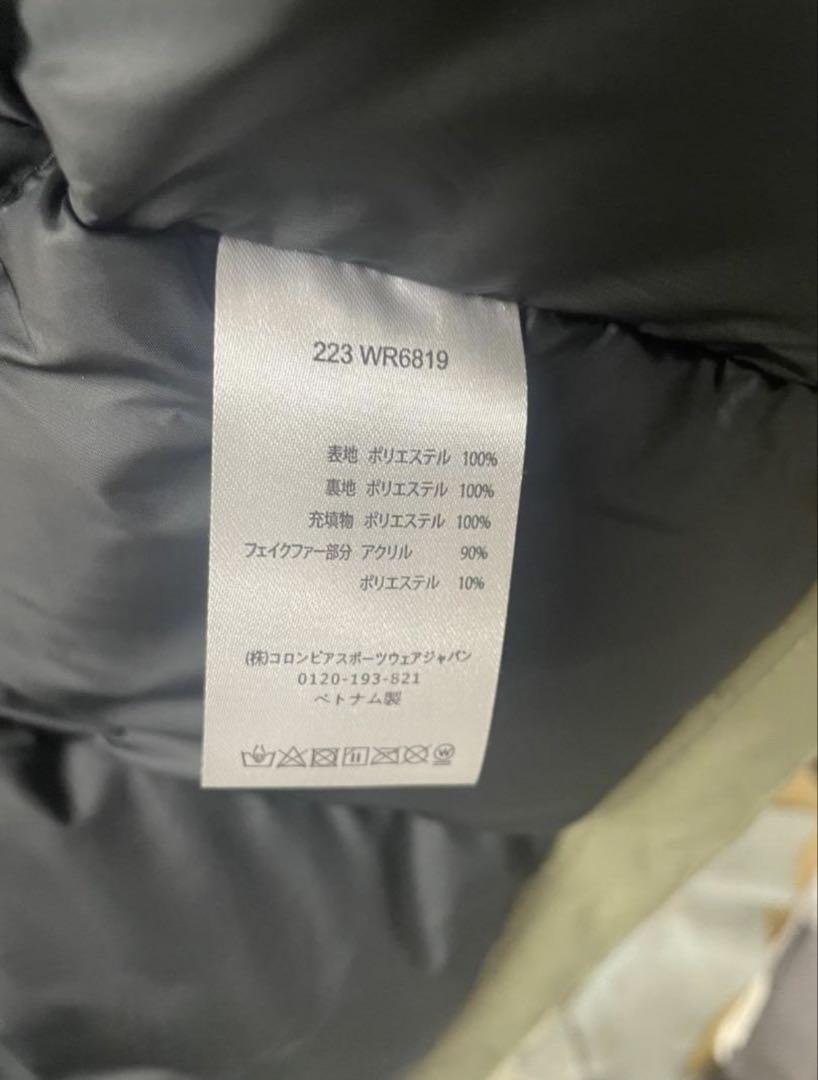 223 WR6819
表地 ポリエステル 100%
裏地 ポリエステル 100%
充填物 ポリエステル 100%
フェイクファー部分 アクリル 90%
ポリエステル 10%
(株)コロンビアスポーツウェアジャパン
0120-193-821
ベトナム製